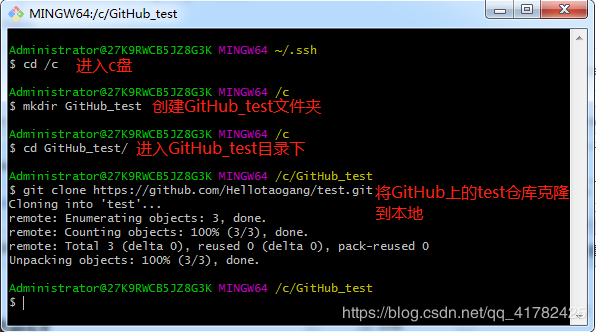 MINGW64:/c/GitHub_test
Administrator@27K9RWCB5JZ8G3K MINGW64 ~/.ssh
$ cd /c 进入c盘
Administrator@27K9RWCB5JZ8G3K MINGW64 /c
$ mkdir GitHub_test 创建GitHub_test文件夹
Administrator@27K9RWCB5JZ8G3K MINGW64 /c
$ cd GitHub_test/ 进入GitHub_test目录下
Administrator@27K9RWCB5JZ8G3K MINGW64 /c/GitHub_test
$ git clone https://github.com/Hellotaogang/test.git 将GitHub上的test仓库克隆
到本地
Cloning into 'test'...
remote: Enumerating objects: 3, done.
remote: Counting objects: 100% (3/3), done.
remote: Total 3 (delta 0), reused 0 (delta 0), pack-reused 0
Unpacking objects: 100% (3/3), done.
Administrator@27K9RWCB5JZ8G3K MINGW64 /c/GitHub_test
$
https://blog.csdn.net/qq_41782425